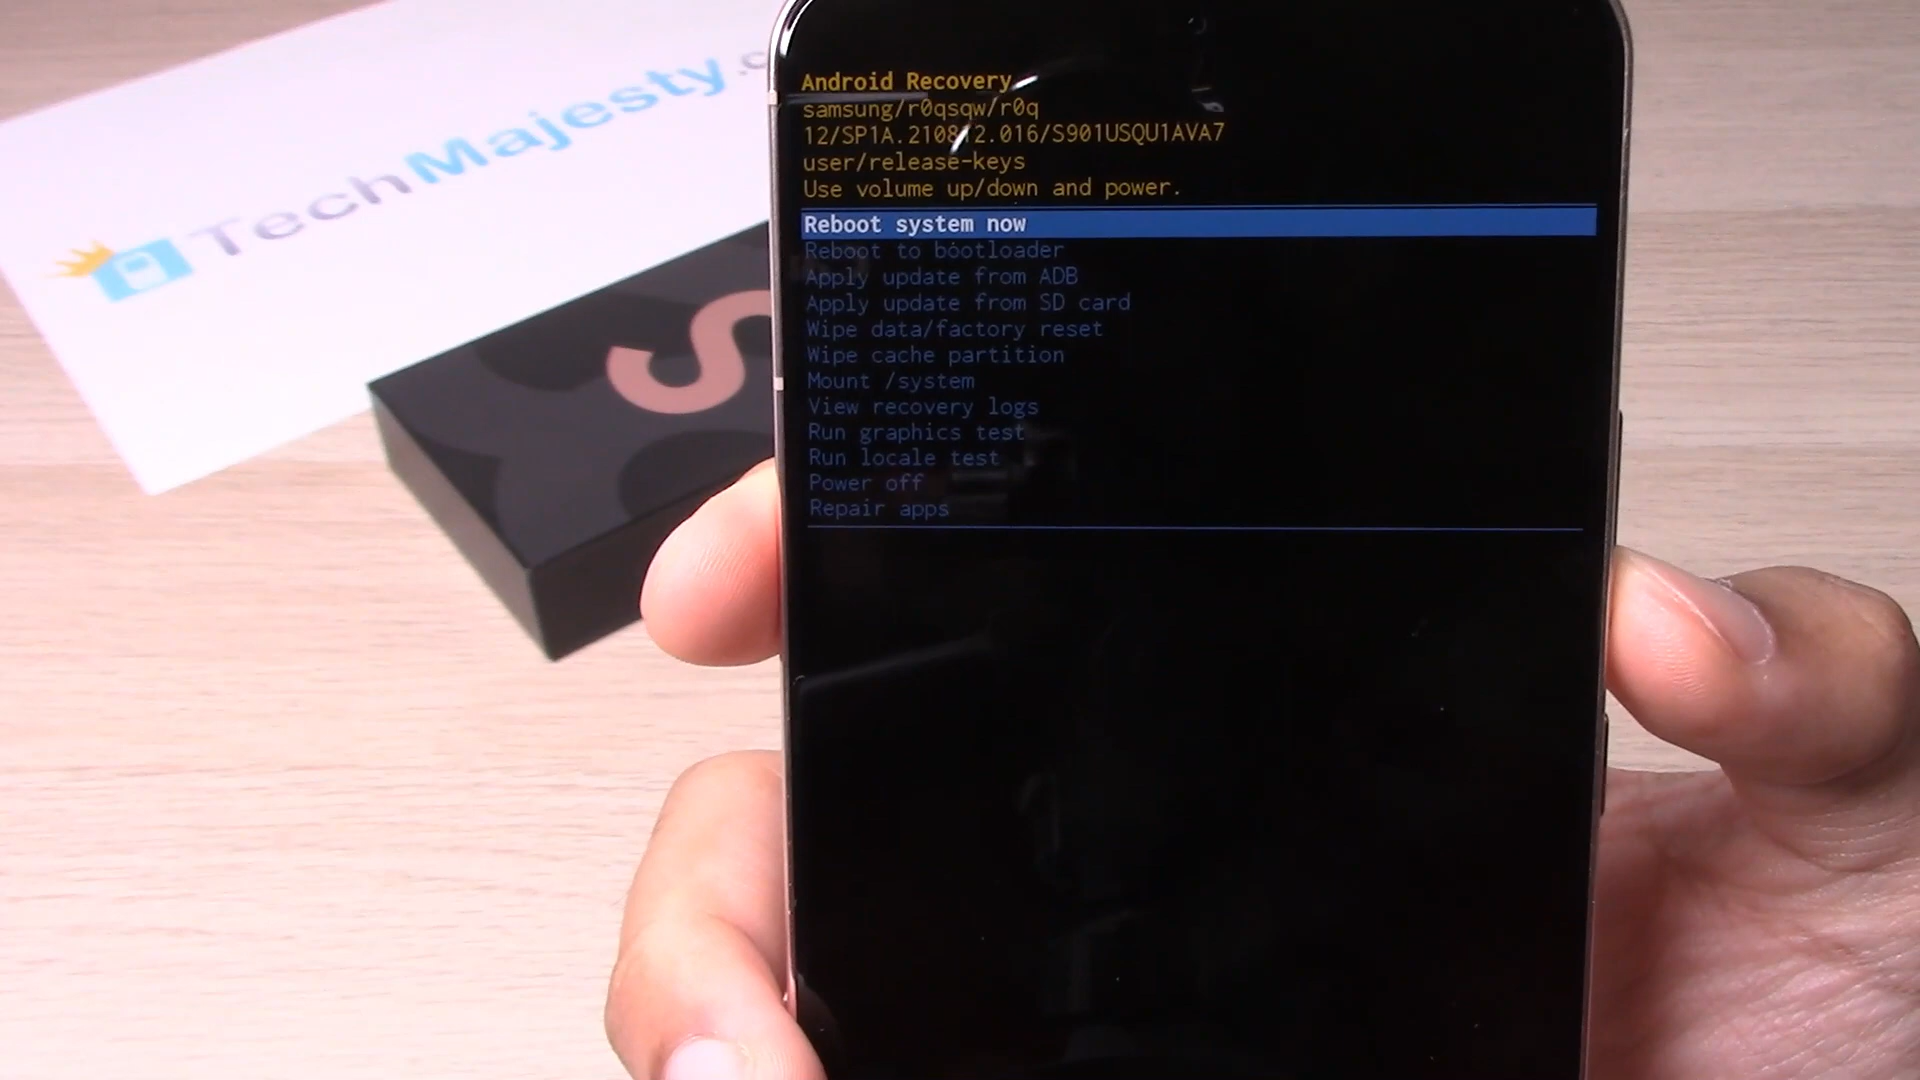 TechMajesty.c
S
Android Recovery
samsung/r0qsqw/r0q
12/SP1A.210812.016/S901USQU1AVA7
user/release-keys
Use volume up/down and power.
Reboot system now
Reboot to bootloader
Apply update from ADB
Apply update from SD card
Wipe data/factory reset
Wipe cache partition
Mount /system
View recovery logs
Run graphics test
Run locale test
Power off
Repair apps